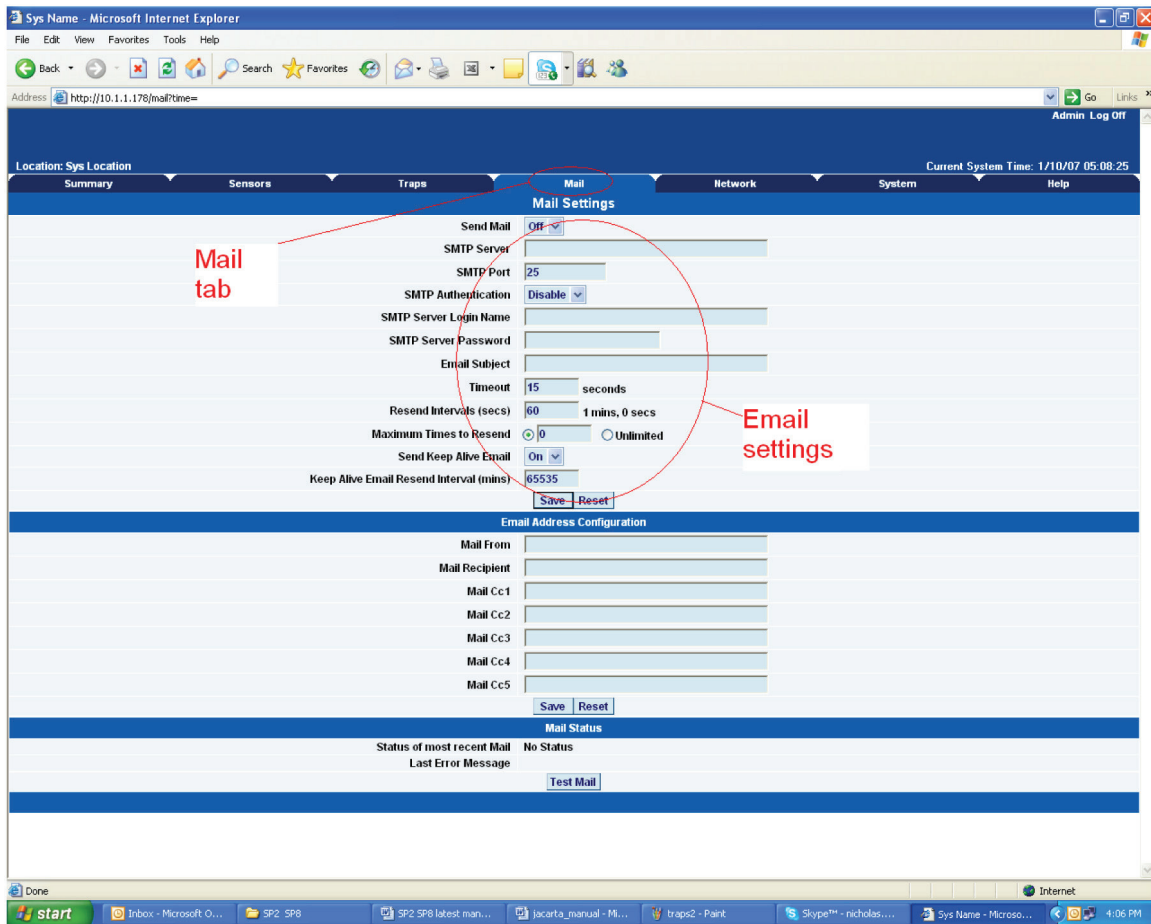 Sys Name - Microsoft Internet Explorer
File Edit View Favorites Tools Help
Back Search Favorites
Address http://10.1.1.178/mail?time= Go Links »
Admin Log Off
Location: Sys Location Current System Time: 1/10/07 05:08:25
Summary Sensors Traps Mail Network System Help
Mail Settings
Send Mail Off
SMTP Server
SMTP Port 25
SMTP Authentication Disable
SMTP Server Login Name
SMTP Server Password
Email Subject
Timeout 15 seconds
Resend Intervals (secs) 60 1 mins, 0 secs
Maximum Times to Resend 0 Unlimited
Send Keep Alive Email On
Keep Alive Email Resend Interval (mins) 65535
Save Reset
Mail
tab
Email
settings
Email Address Configuration
Mail From
Mail Recipient
Mail Cc1
Mail Cc2
Mail Cc3
Mail Cc4
Mail Cc5
Save Reset
Mail Status
Status of most recent Mail No Status
Last Error Message
Test Mail
Done Internet
start Inbox - Microsoft O... SP2 SP8 SP2 SP8 latest man... jacarta_manual - Mi... traps2 - Paint Skype™ - nicholas.... Sys Name - Microso... 4:06 PM